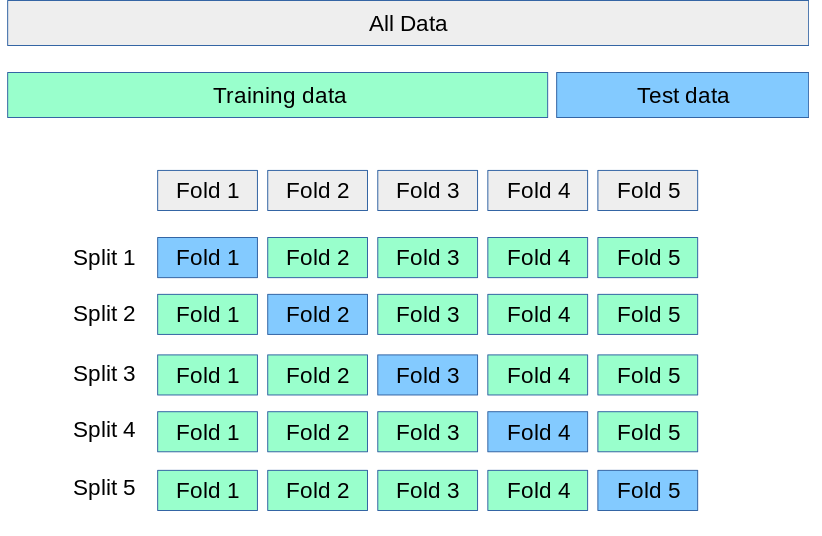 All Data
Training data Test data
Fold 1 Fold 2 Fold 3 Fold 4 Fold 5
Split 1 Fold 1 Fold 2 Fold 3 Fold 4 Fold 5
Split 2 Fold 1 Fold 2 Fold 3 Fold 4 Fold 5
Split 3 Fold 1 Fold 2 Fold 3 Fold 4 Fold 5
Split 4 Fold 1 Fold 2 Fold 3 Fold 4 Fold 5
Split 5 Fold 1 Fold 2 Fold 3 Fold 4 Fold 5